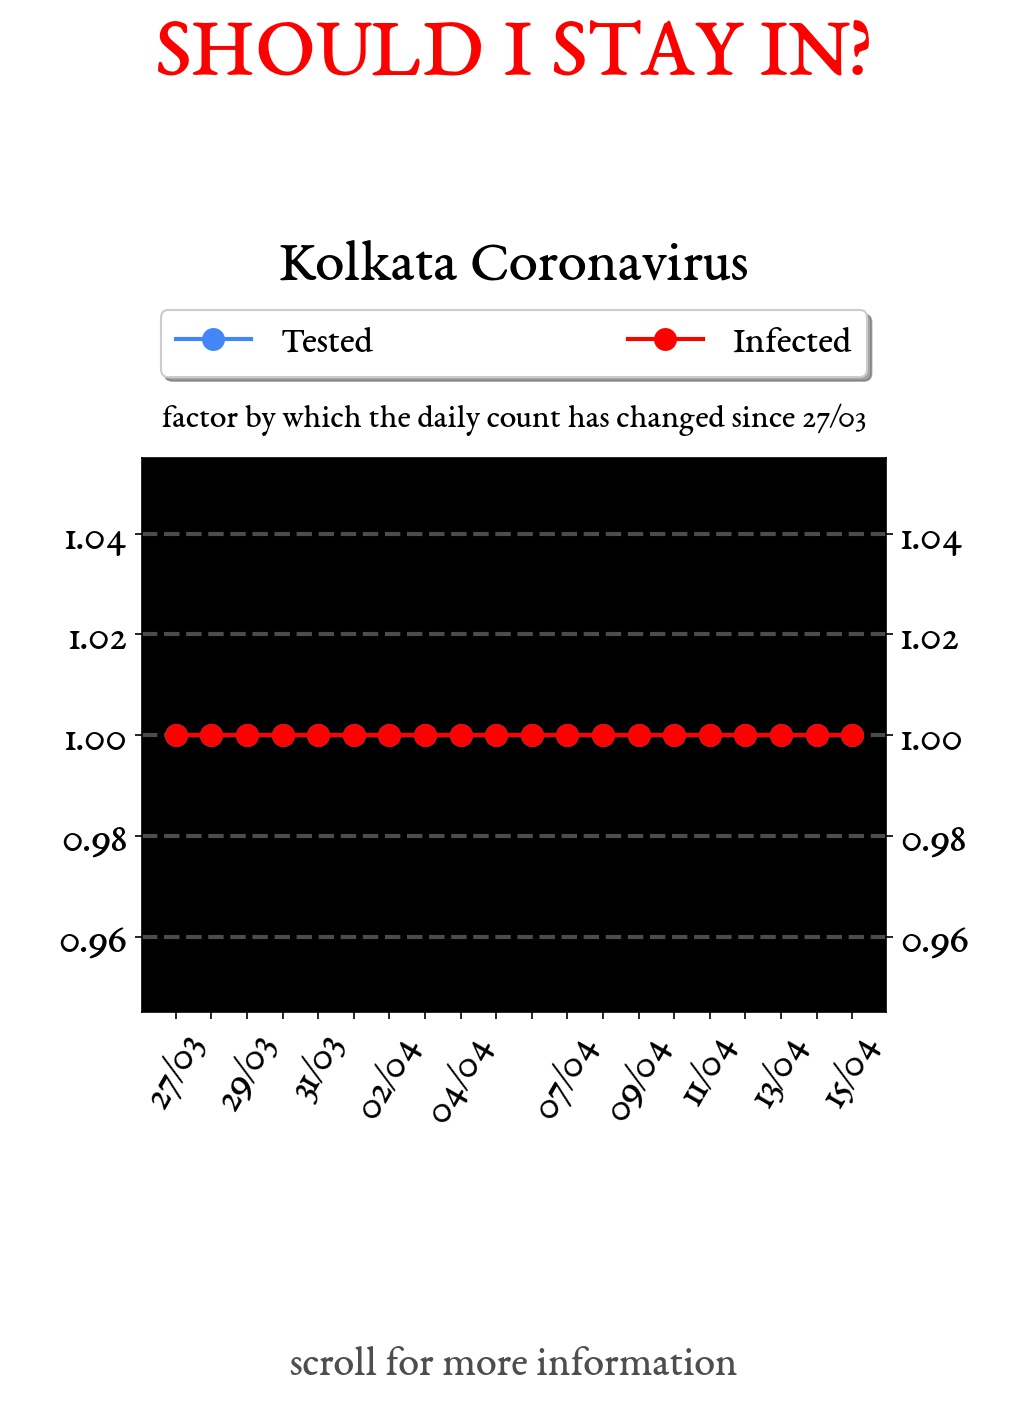 SHOULD I STAY IN?
Kolkata Coronavirus
Tested Infected
factor by which the daily count has changed since 27/03
1.04 1.04
1.02 1.02
1.00 1.00
0.98 0.98
0.96 0.96
27/03 29/03 31/03 02/04 04/04 07/04 09/04 11/04 13/04 15/04
scroll for more information